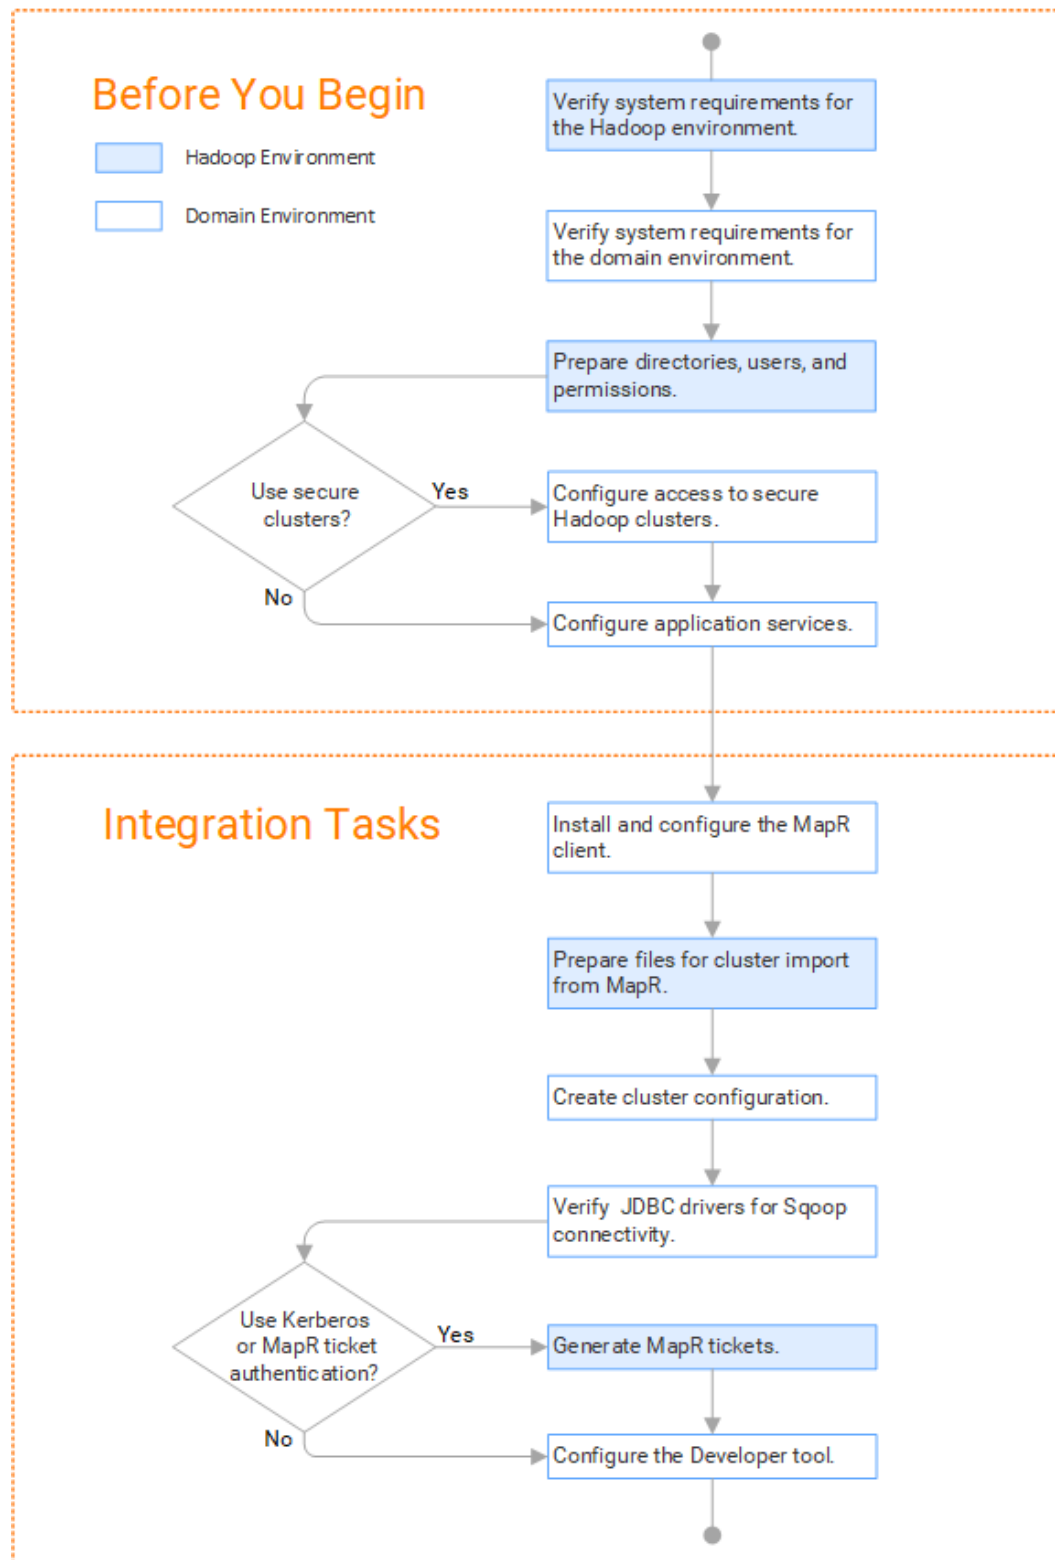 Before You Begin
Hadoop Environment
Domain Environment
Verify system requirements for
the Hadoop environment.
Verify system requirements for
the domain environment.
Prepare directories, users, and
permissions.
Use secure
clusters?
Yes
Configure access to secure
Hadoop clusters.
No
Configure application services.
Integration Tasks
Install and configure the MapR
client.
Prepare files for cluster import
from MapR.
Create cluster configuration.
Verify JDBC drivers for Sqoop
connectivity.
Use Kerberos
or MapR ticket
authentication?
Yes
Generate MapR tickets.
No
Configure the Developer tool.